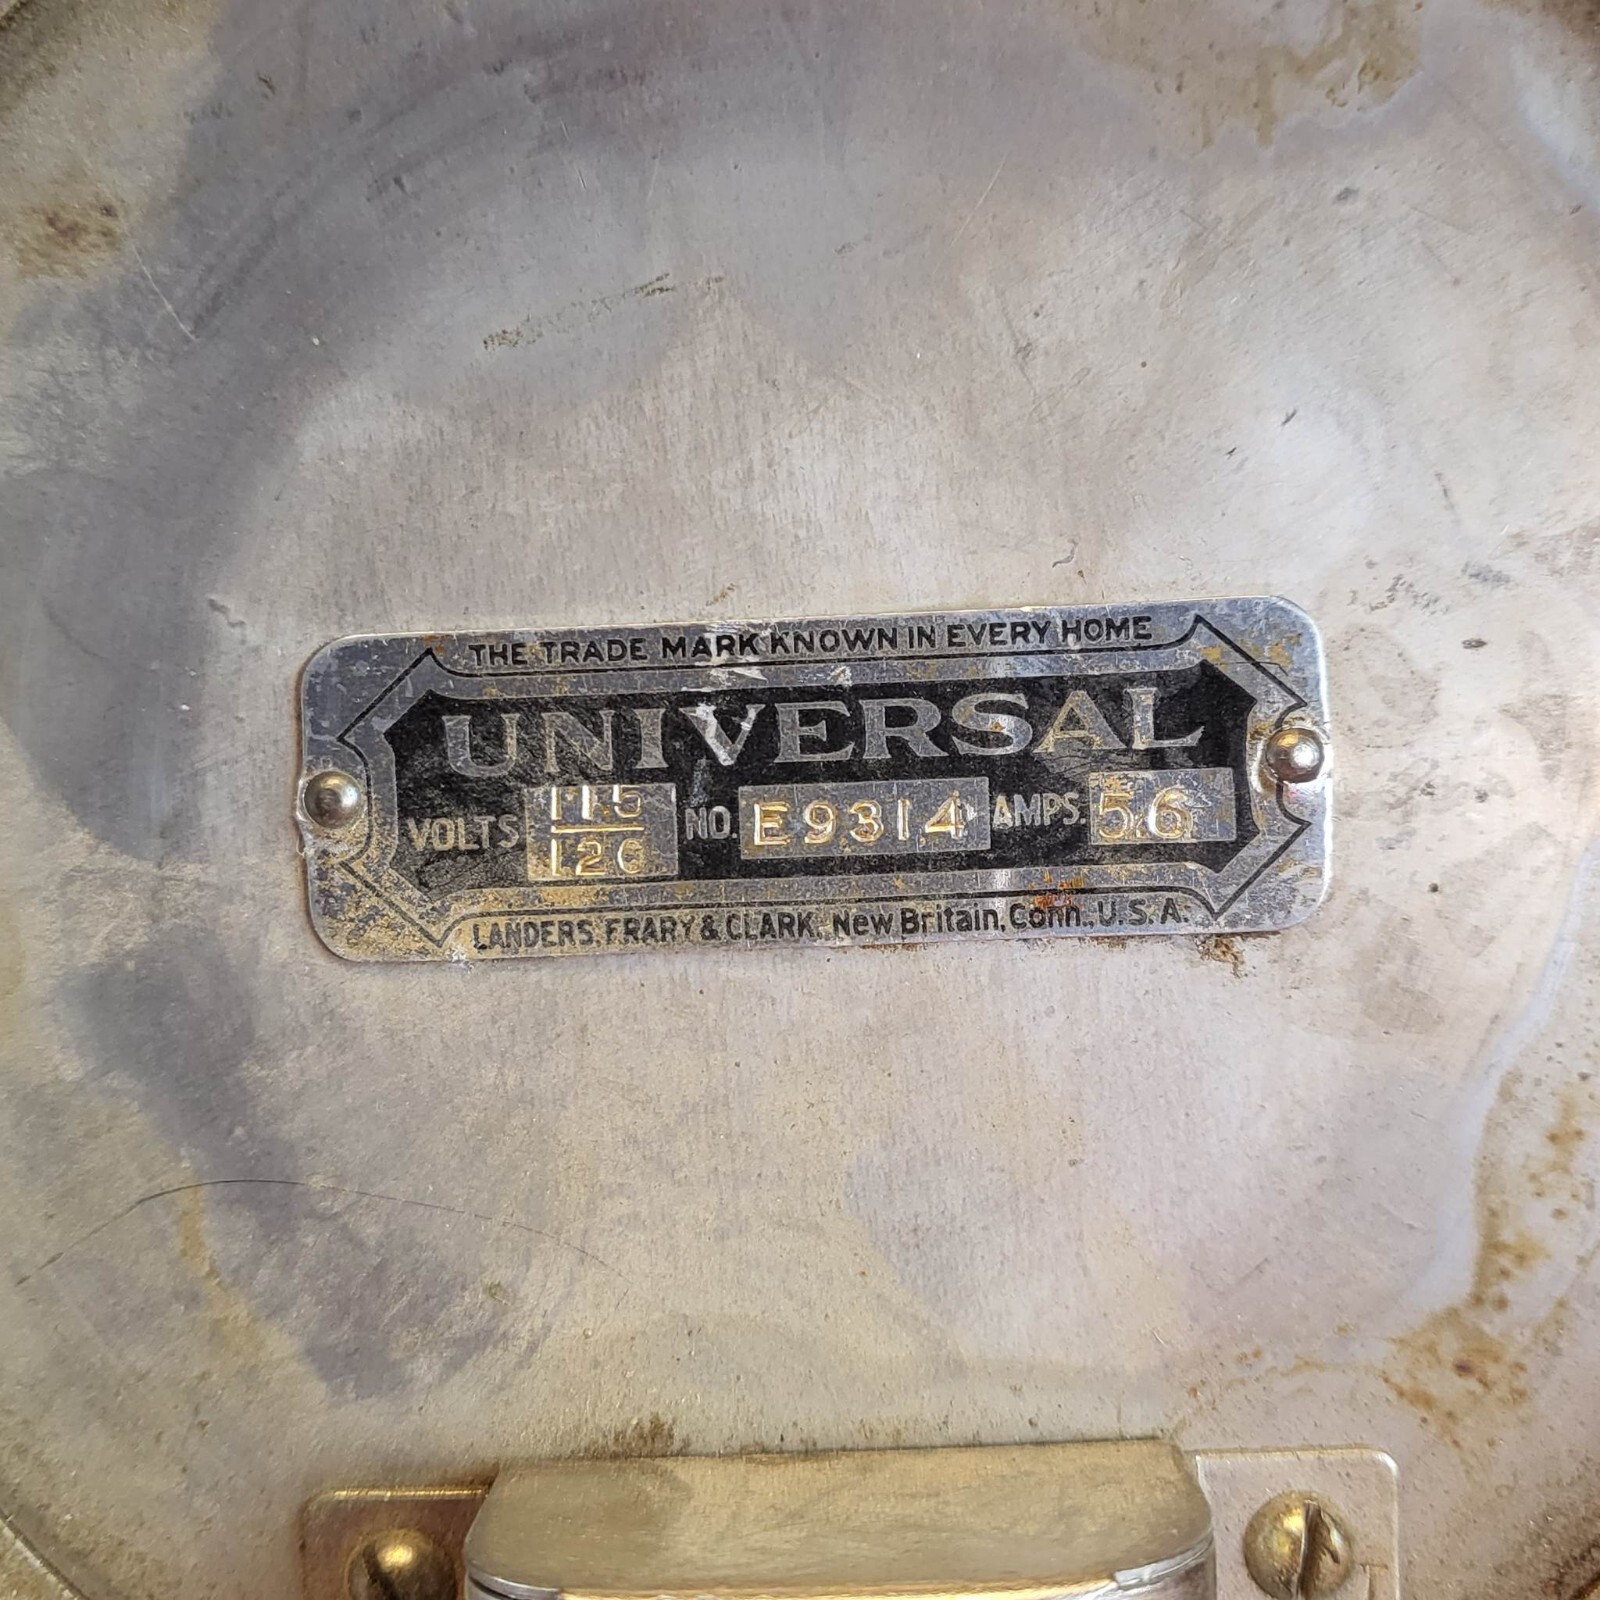 THE TRADE MARK KNOWN IN EVERY HOME
UNIVERSAL
VOLTS 115/120 NO. E9314 AMPS. 5.6
LANDERS, FRARY & CLARK, New Britain, Conn., U.S.A.